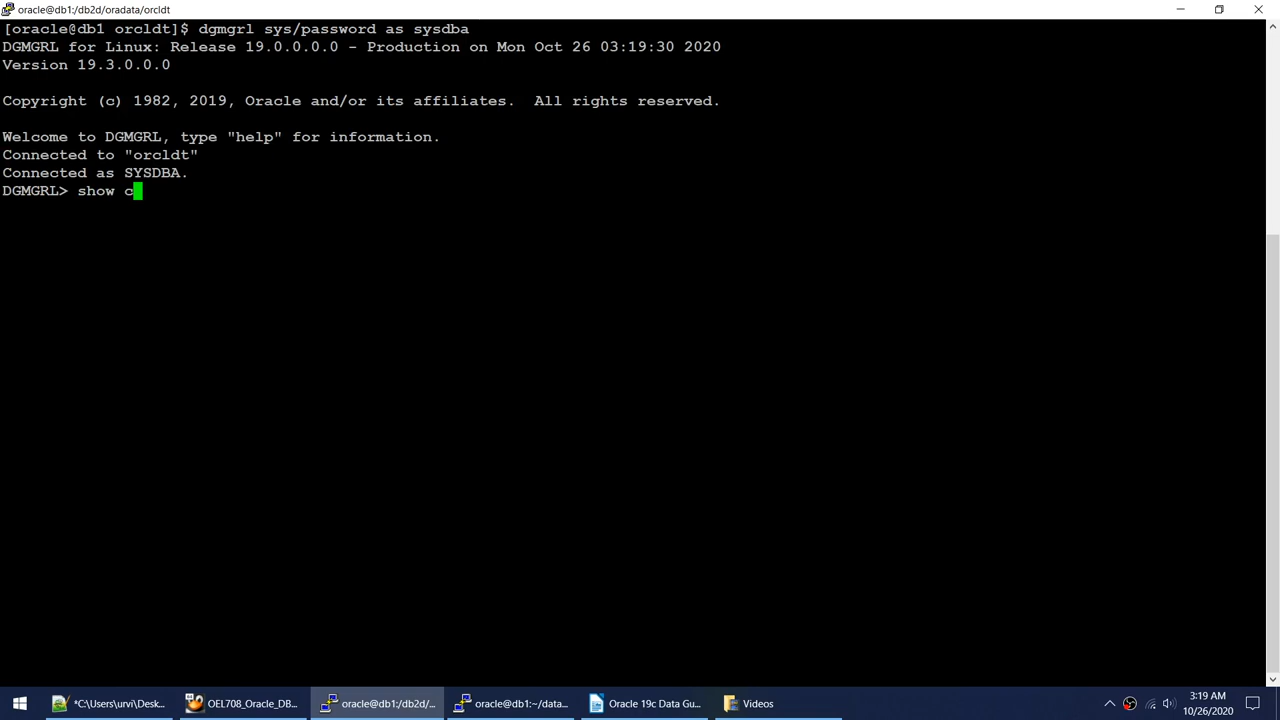 oracle@db1:/db2d/oradata/orcldt
[oracle@db1 orcldt]$ dgmgrl sys/password as sysdba
DGMGRL for Linux: Release 19.0.0.0.0 - Production on Mon Oct 26 03:19:30 2020
Version 19.3.0.0.0
Copyright (c) 1982, 2019, Oracle and/or its affiliates.  All rights reserved.
Welcome to DGMGRL, type "help" for information.
Connected to "orcldt"
Connected as SYSDBA.
DGMGRL> show c
*C:\Users\urvi\Desk... OEL708_Oracle_DB... oracle@db1:/db2d/... oracle@db1:~/data... Oracle 19c Data Gu... Videos
3:19 AM
10/26/2020